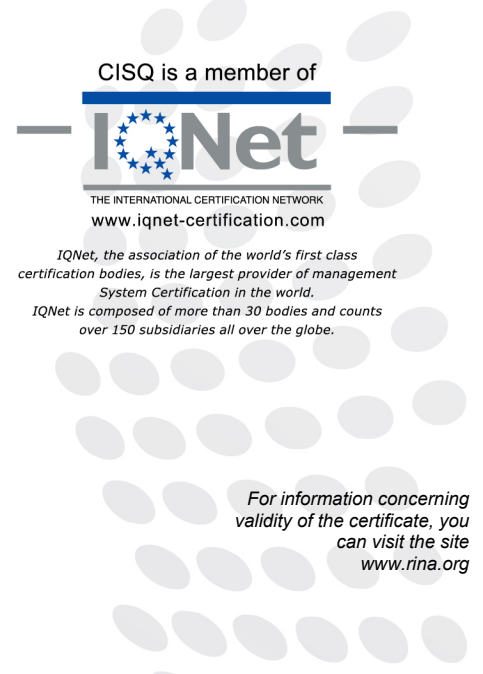 CISQ is a member of
IQNet
THE INTERNATIONAL CERTIFICATION NETWORK
www.iqnet-certification.com
IQNet, the association of the world's first class
certification bodies, is the largest provider of management
System Certification in the world.
IQNet is composed of more than 30 bodies and counts
over 150 subsidiaries all over the globe.
For information concerning
validity of the certificate, you
can visit the site
www.rina.org